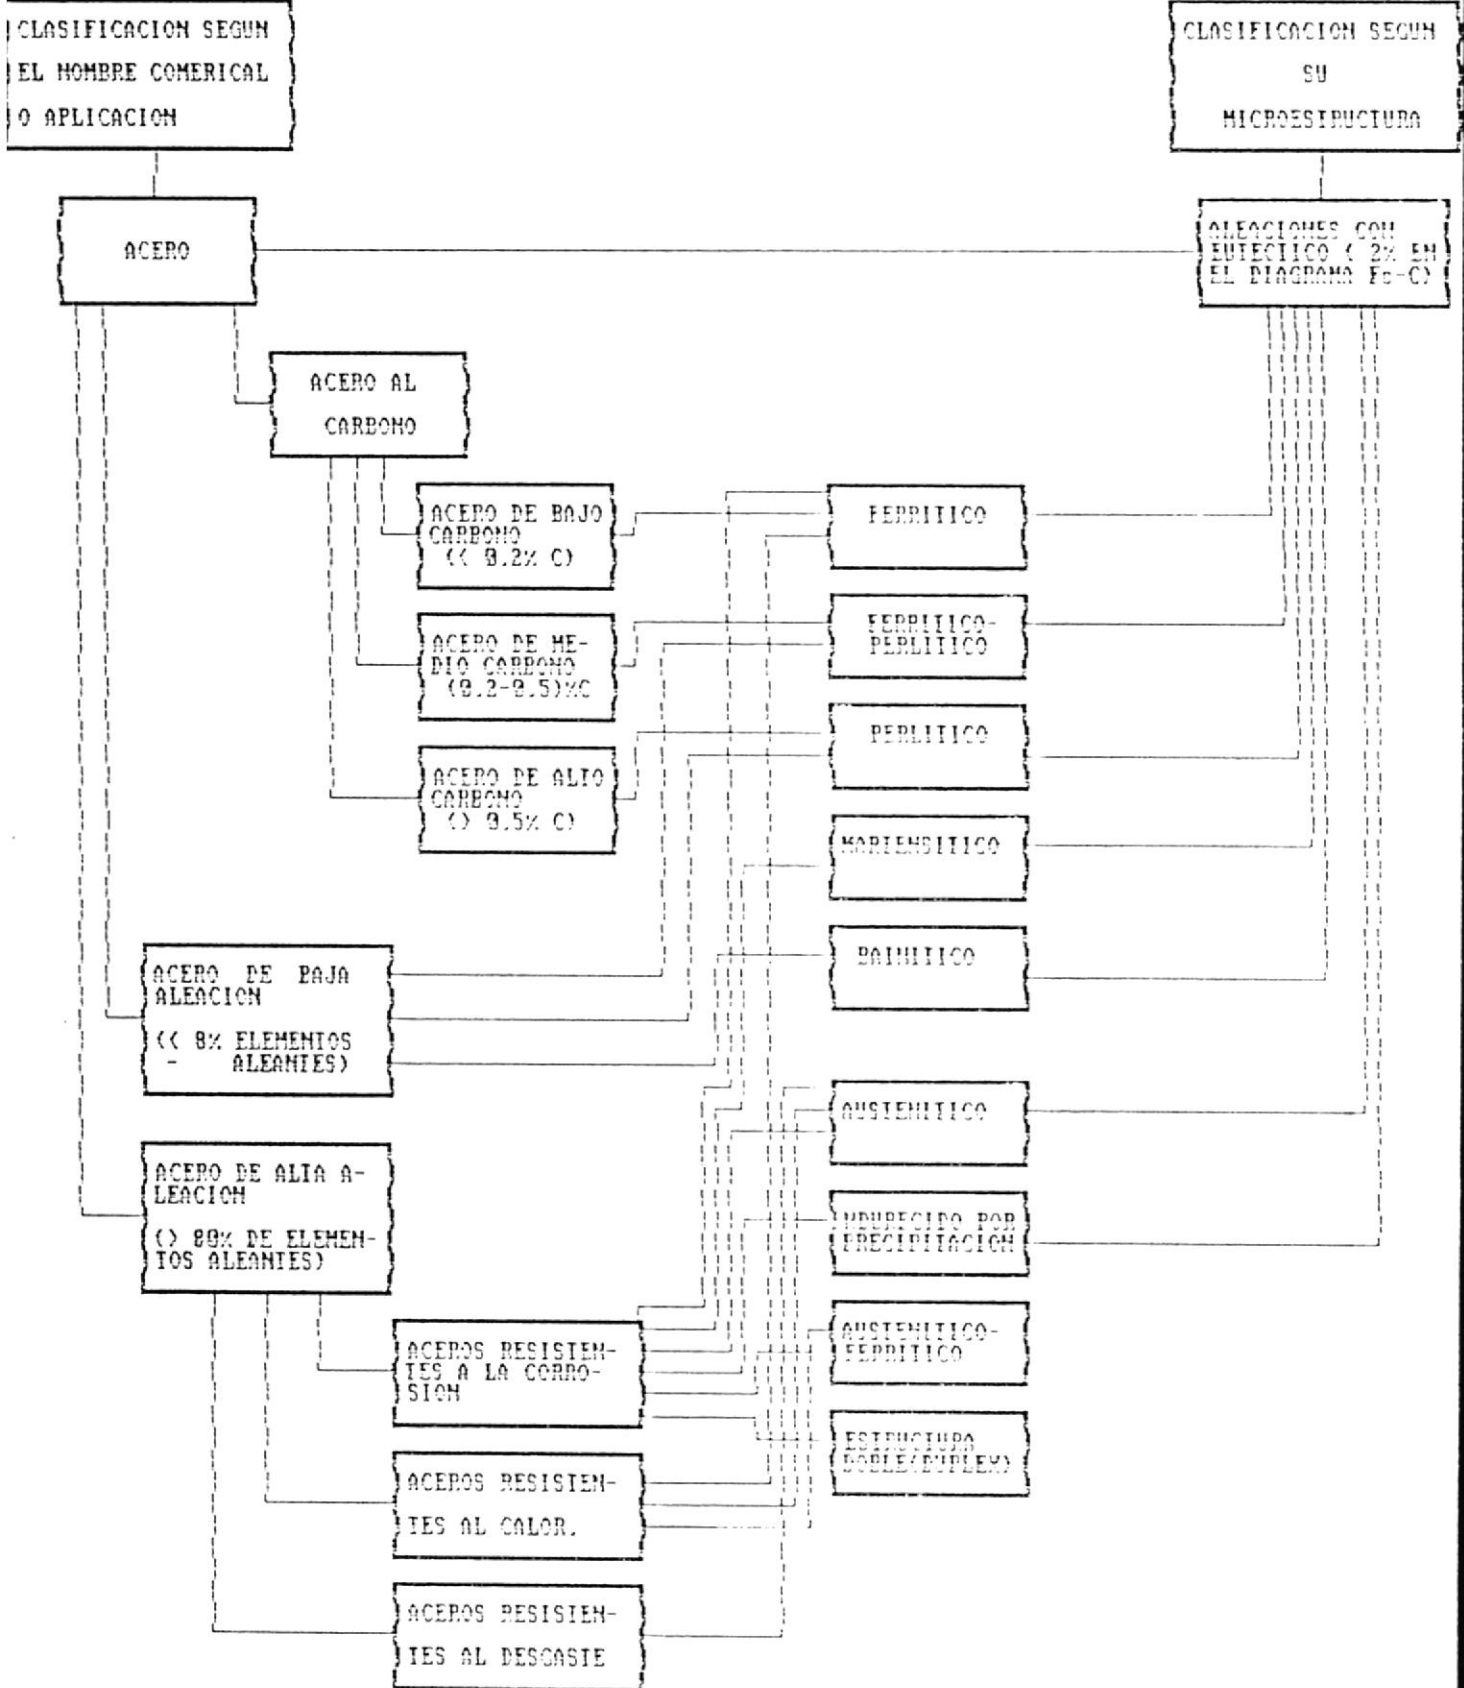 CLASIFICACION SEGUN
EL NOMBRE COMERICAL
O APLICACION
CLASIFICACION SEGUN
SU
MICROESTRUCTURA
ACERO
ALEACIONES CON
EUTECTICO ( 2% EN
EL DIAGRAMA Fe-C)
ACERO AL
CARBONO
ACERO DE BAJO
CARBONO
(< 0.2% C)
FERRITICO
ACERO DE ME-
DIO CARBONO
(0.2-0.5)%C
FERRITICO-
PERLITICO
ACERO DE ALTO
CARBONO
(> 0.5% C)
PERLITICO
MARTENSITICO
BAINITICO
ACERO DE BAJA
ALEACION
(< 8% ELEMENTOS
- ALEANTES)
AUSTENITICO
ACERO DE ALTA A-
LEACION
(> 80% DE ELEMEN-
TOS ALEANTES)
NDURECIDO POR
PRECIPITACION
AUSTENITICO-
FERRITICO
ACEROS RESISTEN-
TES A LA CORRO-
SION
ESTRUCTURA
DOBLE(DUPLEX)
ACEROS RESISTEN-
TES AL CALOR.
ACEROS RESISTEN-
TES AL DESGASTE